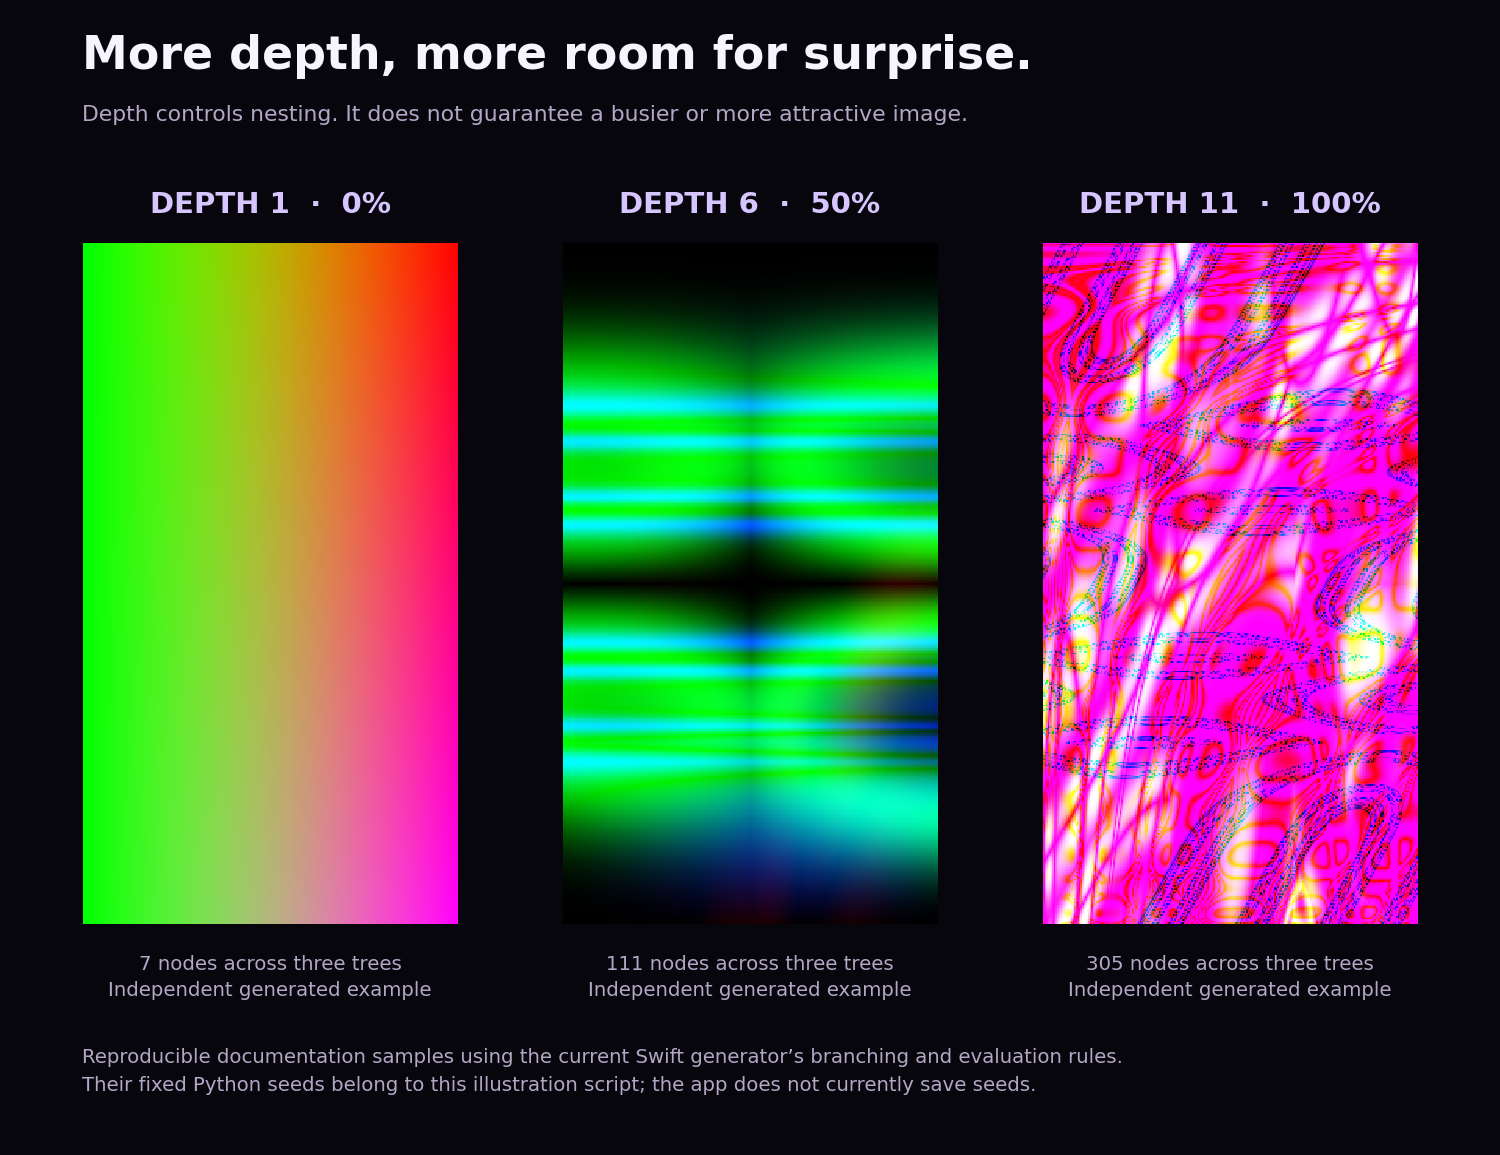 More depth, more room for surprise.
Depth controls nesting. It does not guarantee a busier or more attractive image.
DEPTH 1 · 0%
DEPTH 6 · 50%
DEPTH 11 · 100%
7 nodes across three trees
Independent generated example
111 nodes across three trees
Independent generated example
305 nodes across three trees
Independent generated example
Reproducible documentation samples using the current Swift generator’s branching and evaluation rules.
Their fixed Python seeds belong to this illustration script; the app does not currently save seeds.